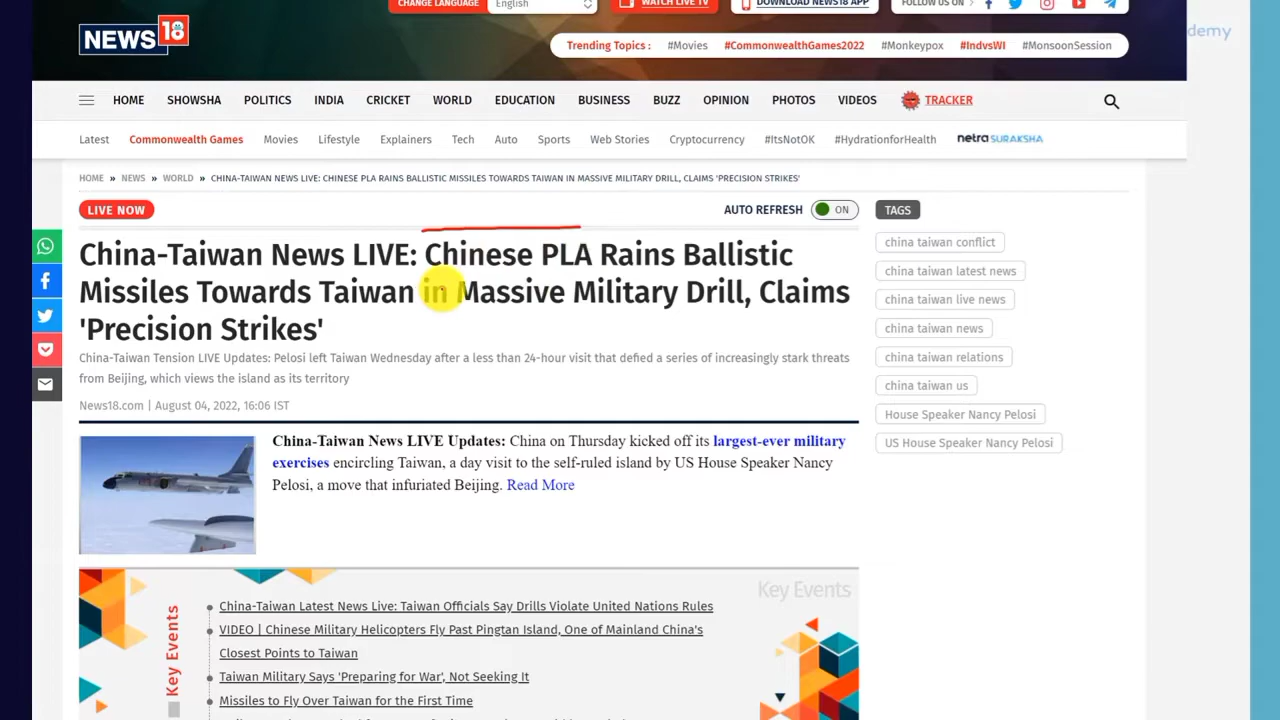 CHANGE LANGUAGE English WATCH LIVE TV DOWNLOAD NEWS18 APP FOLLOW US ON
NEWS 18
demy
Trending Topics : #Movies #CommonwealthGames2022 #Monkeypox #IndvsWI #MonsoonSession
HOME SHOWSHA POLITICS INDIA CRICKET WORLD EDUCATION BUSINESS BUZZ OPINION PHOTOS VIDEOS TRACKER
Latest Commonwealth Games Movies Lifestyle Explainers Tech Auto Sports Web Stories Cryptocurrency #ItsNotOK #HydrationforHealth netra SURAKSHA
HOME » NEWS » WORLD » CHINA-TAIWAN NEWS LIVE: CHINESE PLA RAINS BALLISTIC MISSILES TOWARDS TAIWAN IN MASSIVE MILITARY DRILL, CLAIMS 'PRECISION STRIKES'
LIVE NOW
AUTO REFRESH ON
China-Taiwan News LIVE: Chinese PLA Rains Ballistic
Missiles Towards Taiwan in Massive Military Drill, Claims
'Precision Strikes'
China-Taiwan Tension LIVE Updates: Pelosi left Taiwan Wednesday after a less than 24-hour visit that defied a series of increasingly stark threats
from Beijing, which views the island as its territory
News18.com | August 04, 2022, 16:06 IST
China-Taiwan News LIVE Updates: China on Thursday kicked off its largest-ever military
exercises encircling Taiwan, a day visit to the self-ruled island by US House Speaker Nancy
Pelosi, a move that infuriated Beijing. Read More
Key Events
Key Events
China-Taiwan Latest News Live: Taiwan Officials Say Drills Violate United Nations Rules
VIDEO | Chinese Military Helicopters Fly Past Pingtan Island, One of Mainland China's
Closest Points to Taiwan
Taiwan Military Says 'Preparing for War', Not Seeking It
Missiles to Fly Over Taiwan for the First Time
TAGS
china taiwan conflict
china taiwan latest news
china taiwan live news
china taiwan news
china taiwan relations
china taiwan us
House Speaker Nancy Pelosi
US House Speaker Nancy Pelosi